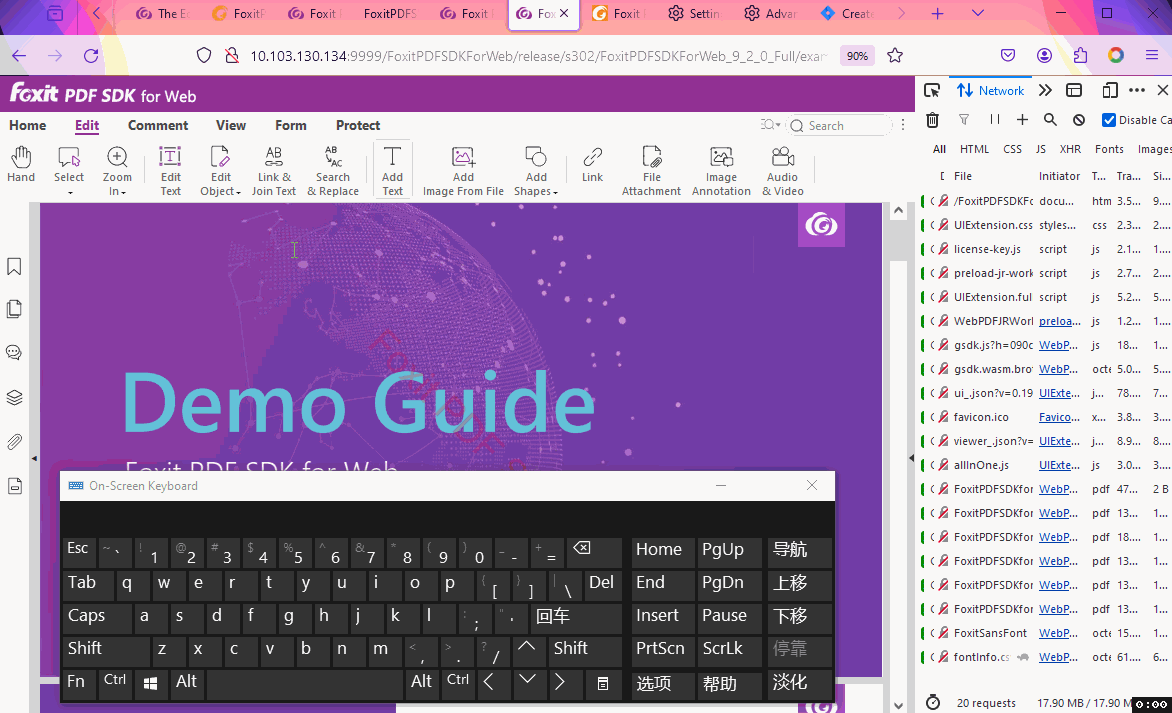 The Ec
FoxitP
Foxit
FoxitPDFS
Foxit
Fox
Foxit
Settin
Advar
Create
10.103.130.134:9999/FoxitPDFSDKForWeb/release/s302/FoxitPDFSDKForWeb_9_2_0_Full/exam
90%
Foxit PDF SDK for Web
Home Edit Comment View Form Protect
Search
Hand
Select
Zoom In
Edit Text
Edit Object
Link & Join Text
Search & Replace
Add Text
Add Image From File
Add Shapes
Link
File Attachment
Image Annotation
Audio & Video
Demo Guide
Foxit PDF SDK for Web
On-Screen Keyboard
Esc ~ ` ! 1 @ 2 # 3 $ 4 % 5 ^ 6 & 7 * 8 ( 9 ) 0 _ - + = Home PgUp 导航
Tab q w e r t y u i o p { [ } ] | \ Del End PgDn 上移
Caps a s d f g h j k l : ; " ' 回车 Insert Pause 下移
Shift z x c v b n m < , > . ? / Shift PrtScn ScrLk 停靠
Fn Ctrl Alt Alt Ctrl 选项 帮助 淡化
Network
Disable Ca
All HTML CSS JS XHR Fonts Images
File Initiator T... Tra... Si...
/FoxitPDFSDKFo docu... htm 3.5... 9....
UIExtension.css styles... css 2.3... 2....
license-key.js script js 2.1... 1....
preload-jr-work script js 2.7... 2....
UIExtension.full script js 5.2... 5....
WebPDFJRWorl preloa... js 1.2... 1....
gsdk.js?h=090c WebP... js 18... 1....
gsdk.wasm.brot WebP... octe 5.0... 5....
ui_.json?v=0.19 UIExte... j... 78.... 7....
favicon.ico Favico... x... 3.8... 3....
viewer_.json?v= UIExte... j... 8.9... 8....
allInOne.js UIExte... js 3.0... 3....
FoxitPDFSDKfor WebP... pdf 47... 2 B
FoxitPDFSDKfor WebP... pdf 13... 1....
FoxitPDFSDKfor WebP... pdf 18... 1....
FoxitPDFSDKfor WebP... pdf 13... 1....
FoxitPDFSDKfor WebP... pdf 13... 1....
FoxitPDFSDKfor WebP... pdf 13... 1....
FoxitSansFont WebP... octe 15.... 1....
fontInfo.cs WebP... octe 61.... 6....
20 requests 17.90 MB / 17.90 M
0:00